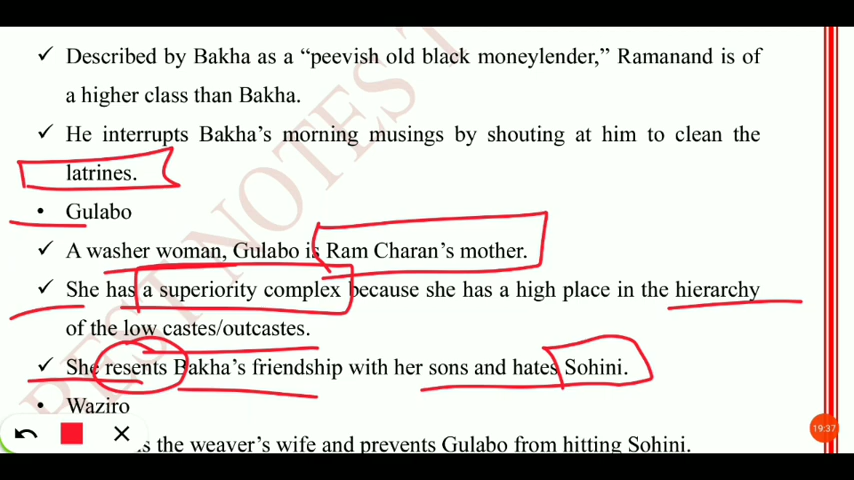 ✓ Described by Bakha as a “peevish old black moneylender,” Ramanand is of
a higher class than Bakha.
✓ He interrupts Bakha’s morning musings by shouting at him to clean the
latrines.
• Gulabo
✓ A washer woman, Gulabo is Ram Charan’s mother.
✓ She has a superiority complex because she has a high place in the hierarchy
of the low castes/outcastes.
✓ She resents Bakha’s friendship with her sons and hates Sohini.
• Waziro
is the weaver’s wife and prevents Gulabo from hitting Sohini.
19:37
BEST NOTES